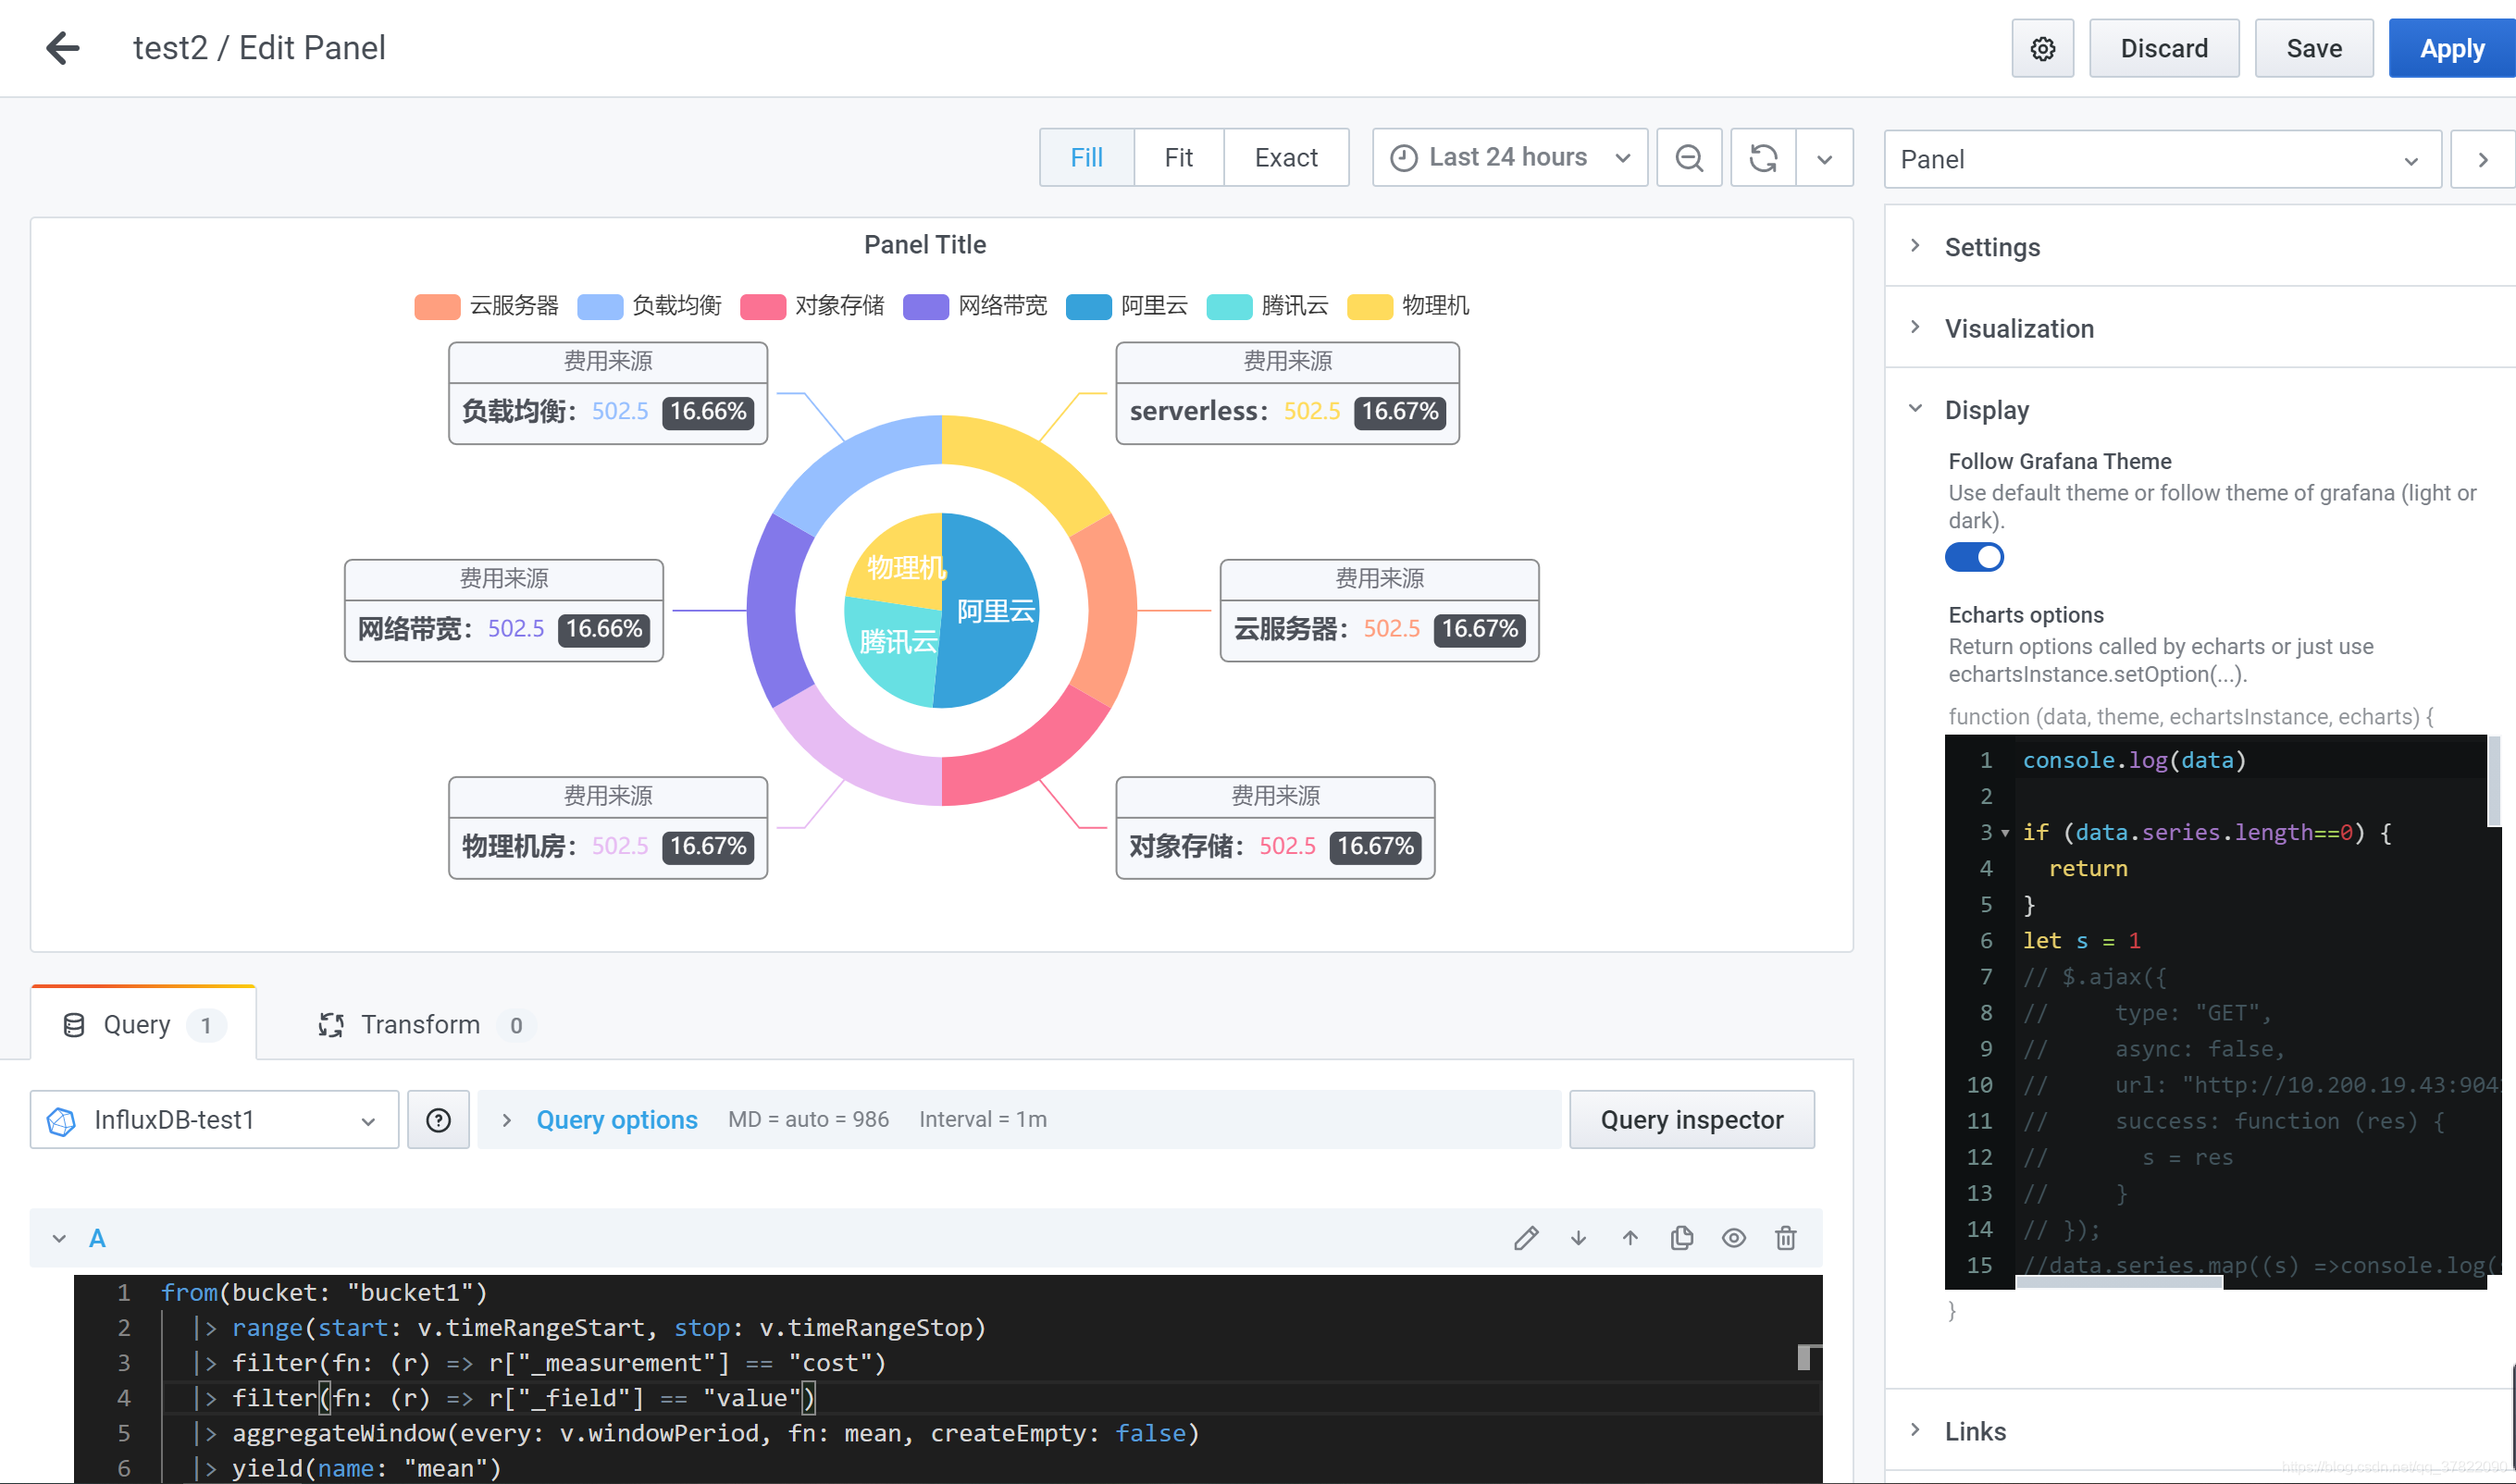 test2 / Edit Panel
Discard
Save
Apply
Fill
Fit
Exact
Last 24 hours
Panel
Panel Title
云服务器
负载均衡
对象存储
网络带宽
阿里云
腾讯云
物理机
费用来源
负载均衡： 502.5 16.66%
费用来源
serverless： 502.5 16.67%
费用来源
网络带宽： 502.5 16.66%
物理机
阿里云
腾讯云
费用来源
云服务器： 502.5 16.67%
费用来源
物理机房： 502.5 16.67%
费用来源
对象存储： 502.5 16.67%
Settings
Visualization
Display
Follow Grafana Theme
Use default theme or follow theme of grafana (light or
dark).
Echarts options
Return options called by echarts or just use
echartsInstance.setOption(...).
function (data, theme, echartsInstance, echarts) {
1 console.log(data)
2
3 if (data.series.length==0) {
4 return
5 }
6 let s = 1
7 // $.ajax({
8 // type: "GET",
9 // async: false,
10 // url: "http://10.200.19.43:904
11 // success: function (res) {
12 // s = res
13 // }
14 // });
15 //data.series.map((s) =>console.log(
}
Links
Query 1
Transform 0
InfluxDB-test1
Query options MD = auto = 986 Interval = 1m
Query inspector
A
1 from(bucket: "bucket1")
2 |> range(start: v.timeRangeStart, stop: v.timeRangeStop)
3 |> filter(fn: (r) => r["_measurement"] == "cost")
4 |> filter(fn: (r) => r["_field"] == "value")
5 |> aggregateWindow(every: v.windowPeriod, fn: mean, createEmpty: false)
6 |> yield(name: "mean")